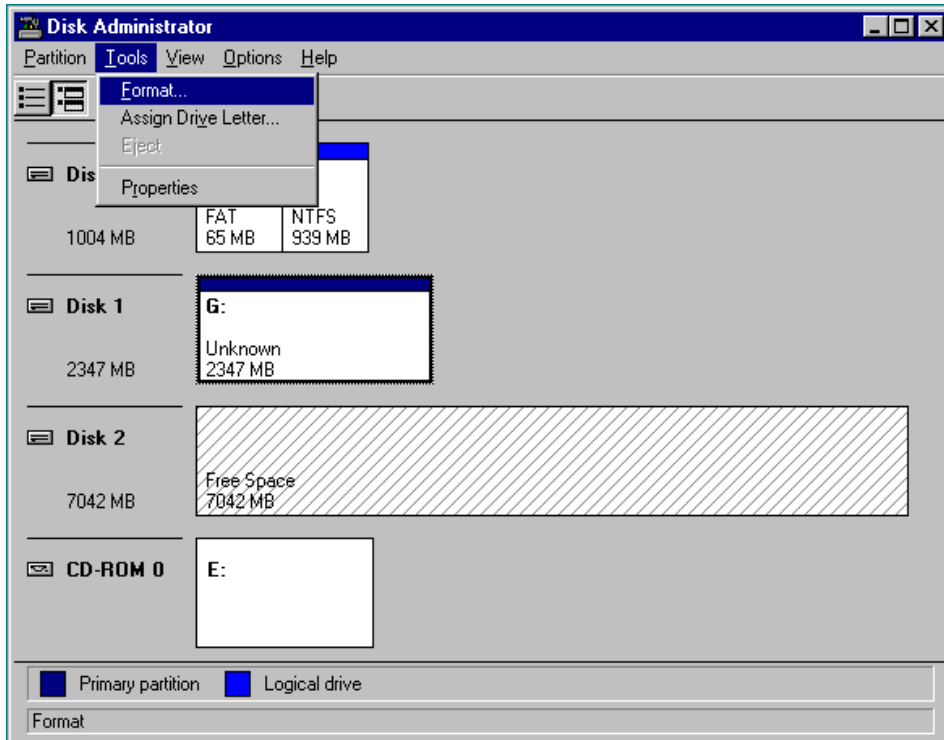 Disk Administrator
Partition Tools View Options Help
Format...
Assign Drive Letter...
Eject
Properties
Dis
1004 MB
FAT NTFS
65 MB 939 MB
Disk 1
2347 MB
G:
Unknown
2347 MB
Disk 2
7042 MB
Free Space
7042 MB
CD-ROM 0
E:
Primary partition Logical drive
Format